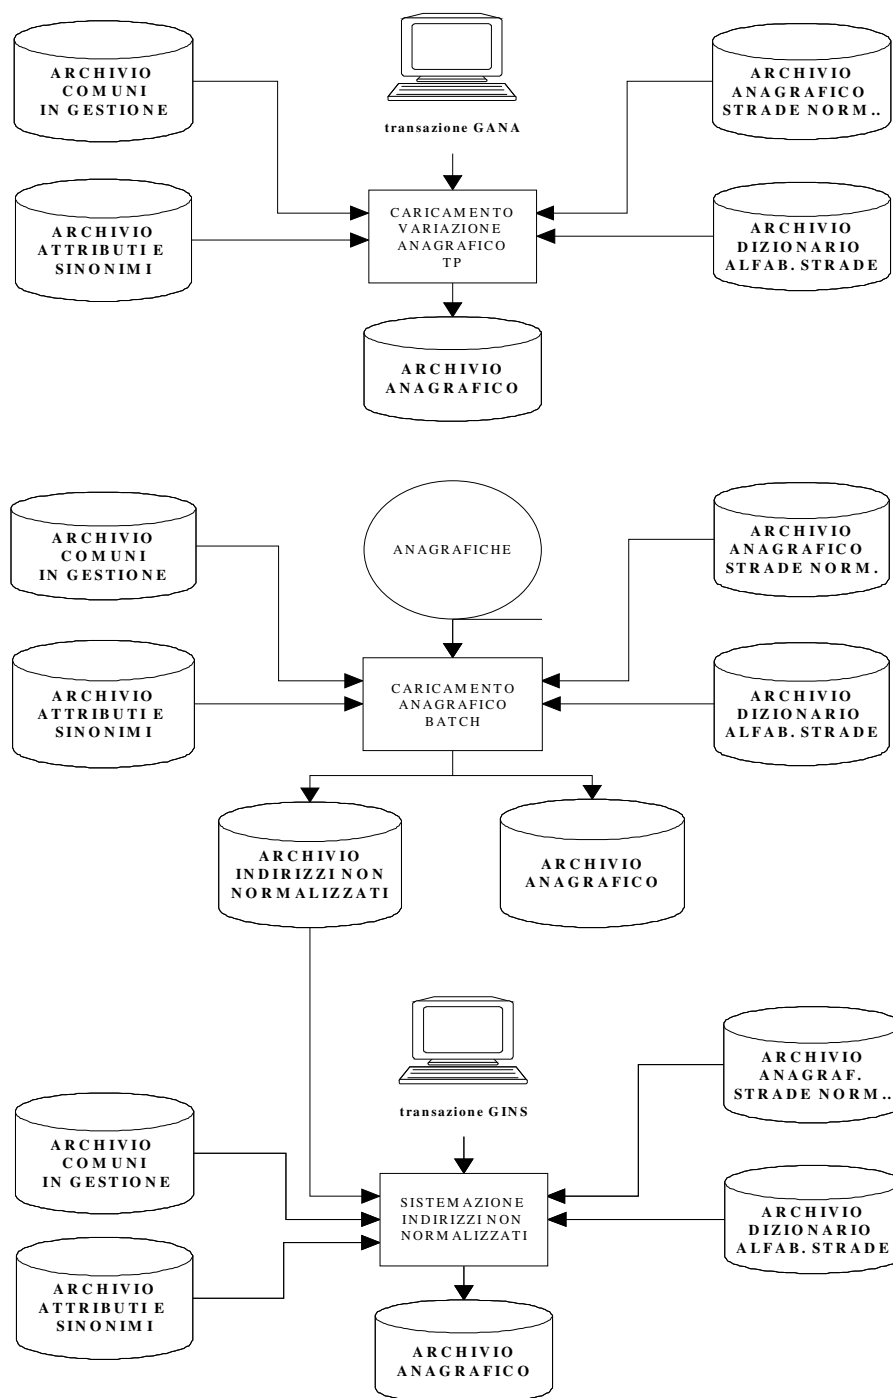 ARCHIVIO
COMUNI
IN GESTIONE
transazione GANA
ARCHIVIO
ANAGRAFICO
STRADE NORM..
ARCHIVIO
ATTRIBUTI E
SINONIMI
CARICAMENTO
VARIAZIONE
ANAGRAFICO
TP
ARCHIVIO
DIZIONARIO
ALFAB. STRADE
ARCHIVIO
ANAGRAFICO
ARCHIVIO
COMUNI
IN GESTIONE
ANAGRAFICHE
ARCHIVIO
ANAGRAFICO
STRADE NORM.
ARCHIVIO
ATTRIBUTI E
SINONIMI
CARICAMENTO
ANAGRAFICO
BATCH
ARCHIVIO
DIZIONARIO
ALFAB. STRADE
ARCHIVIO
INDIRIZZI NON
NORMALIZZATI
ARCHIVIO
ANAGRAFICO
transazione GINS
ARCHIVIO
ANAGRAF.
STRADE NORM..
ARCHIVIO
COMUNI
IN GESTIONE
SISTEMAZIONE
INDIRIZZI NON
NORMALIZZATI
ARCHIVIO
DIZIONARIO
ALFAB. STRADE
ARCHIVIO
ATTRIBUTI E
SINONIMI
ARCHIVIO
ANAGRAFICO